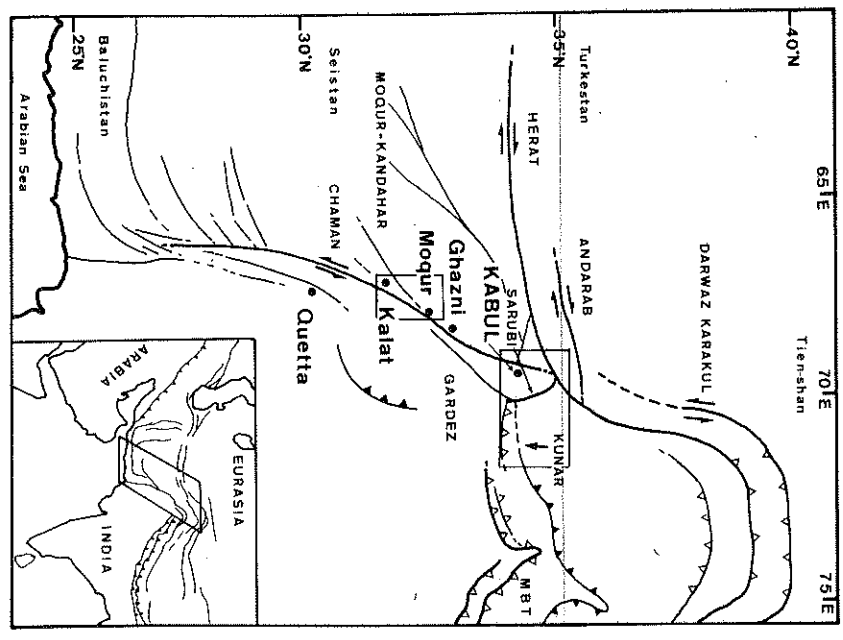 40°N
35°N
30°N
25°N
65°E
70°E
75°E
Turkestan
Tien-shan
Seistan
Baluchistan
Arabian Sea
HERAT
ANDARAB
DARWAZ KARAKUL
MOQUR-KANDAHAR
CHAMAN
SARUBI
KABUL
Ghazni
Moqur
Kalat
Quetta
GARDEZ
KUNAR
MBT
ARABIA
EURASIA
INDIA